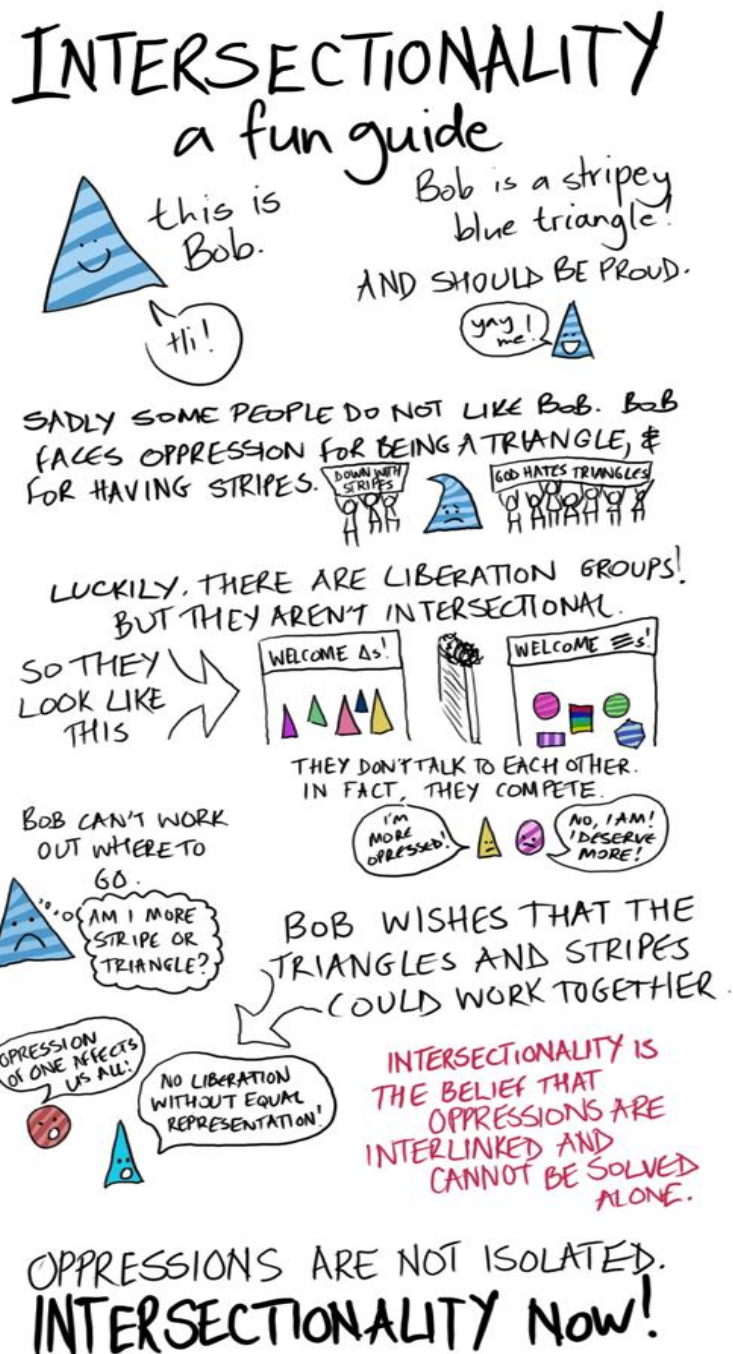 INTERSECTIONALITY
a fun guide
this is
Bob.
Hi!
Bob is a stripey
blue triangle!
AND SHOULD BE PROUD.
yay!
me!
SADLY SOME PEOPLE DO NOT LIKE BOB. BOB
FACES OPPRESSION FOR BEING A TRIANGLE, &
FOR HAVING STRIPES.
DOWN WITH
STRIPES
GOD HATES TRIANGLES
LUCKILY, THERE ARE LIBERATION GROUPS!
BUT THEY AREN'T INTERSECTIONAL.
SO THEY
LOOK LIKE
THIS
WELCOME Δs!
WELCOME ☰s!
THEY DON'T TALK TO EACH OTHER.
IN FACT, THEY COMPETE.
I'M
MORE
OPRESSED!
NO, I AM!
I DESERVE
MORE!
BOB CAN'T WORK
OUT WHERE TO
GO.
AM I MORE
STRIPE OR
TRIANGLE?
BOB WISHES THAT THE
TRIANGLES AND STRIPES
COULD WORK TOGETHER.
OPRESSION
OF ONE AFFECTS
US ALL!
NO LIBERATION
WITHOUT EQUAL
REPRESENTATION!
INTERSECTIONALITY IS
THE BELIEF THAT
OPPRESSIONS ARE
INTERLINKED AND
CANNOT BE SOLVED
ALONE.
OPPRESSIONS ARE NOT ISOLATED.
INTERSECTIONALITY NOW!